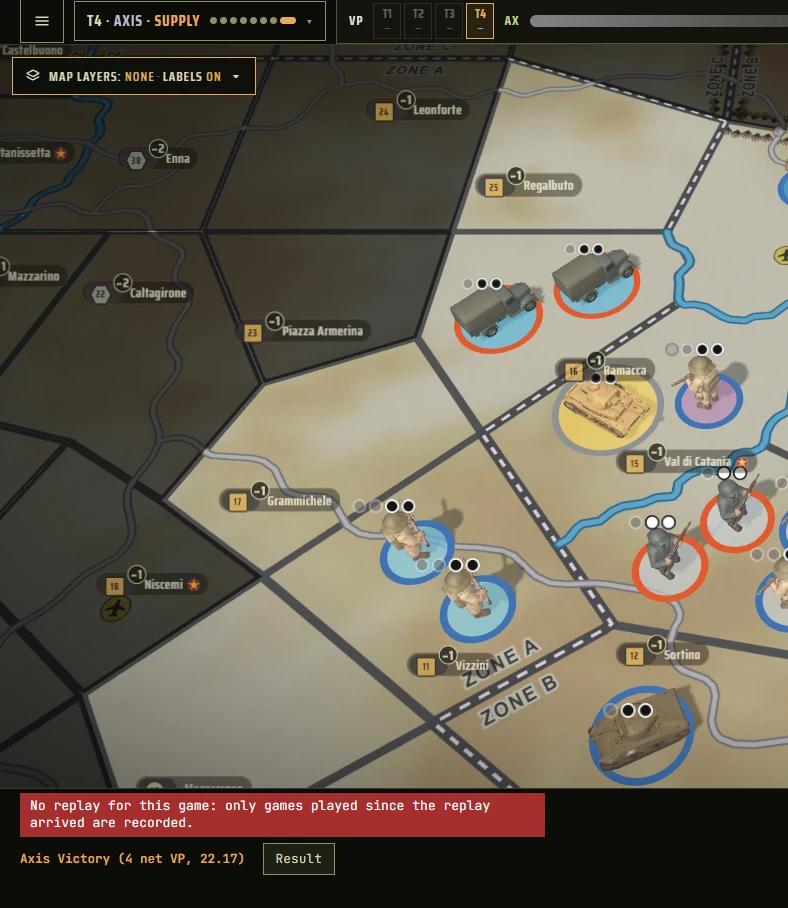 T4 · AXIS · SUPPLY
VP
T1
–
T2
–
T3
–
T4
–
AX
Castelbuono
MAP LAYERS: NONE · LABELS ON
ZONE C
ZONE A
ZONE C
ZONE B
24
-1
Leonforte
tanissetta
38
-2
Enna
25
-1
Regalbuto
-1
Mazzarino
22
-2
Caltagirone
23
-1
Piazza Armerina
16
-1
Ramacca
15
-1
Val di Catania
17
-1
Grammichele
18
-1
Niscemi
11
-1
Vizzini
ZONE A
ZONE B
12
-1
Sortino
No replay for this game: only games played since the replay
arrived are recorded.
Axis Victory (4 net VP, 22.17)
Result